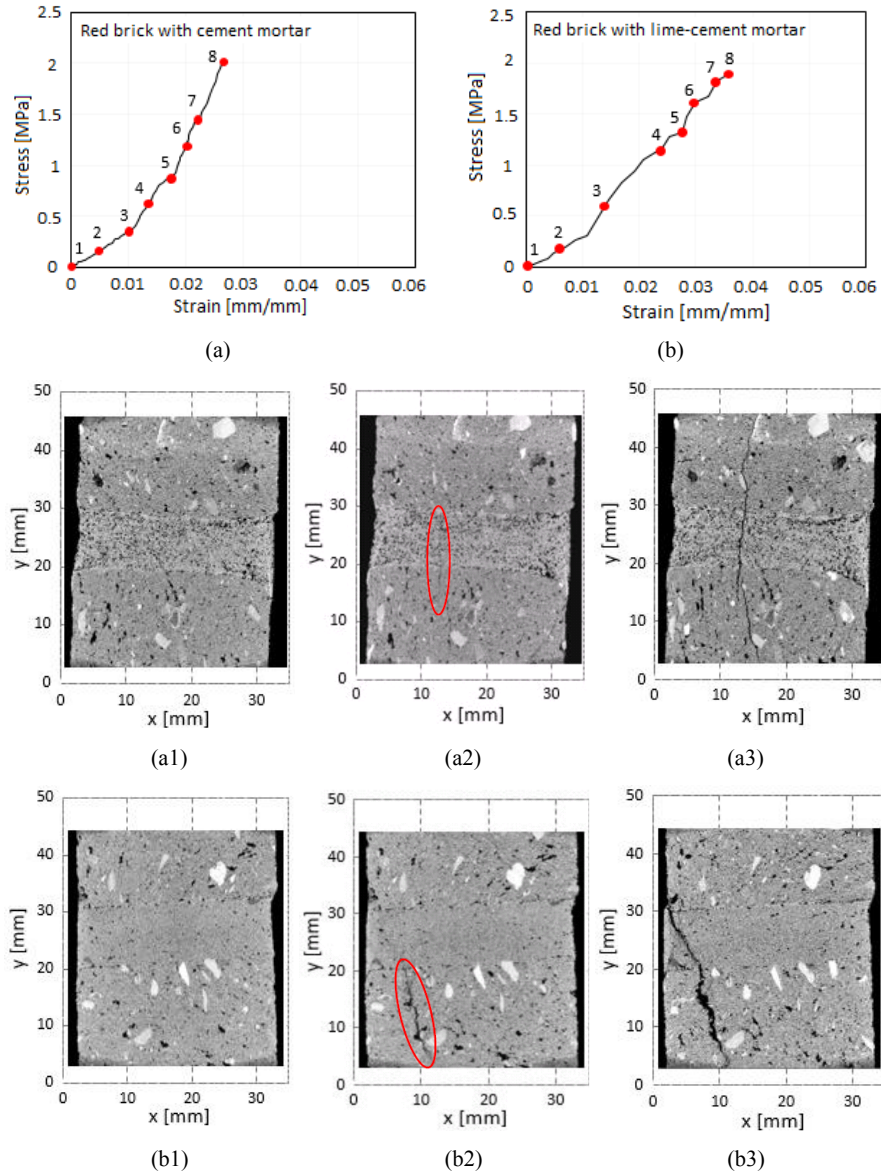 Red brick with cement mortar
2.5
2
1.5
1
0.5
0
Stress [MPa]
1
2
3
4
5
6
7
8
0 0.01 0.02 0.03 0.04 0.05 0.06
Strain [mm/mm]
(a)
Red brick with lime-cement mortar
2.5
2
1.5
1
0.5
0
Stress [MPa]
1
2
3
4
5
6
7
8
0 0.01 0.02 0.03 0.04 0.05 0.06
Strain [mm/mm]
(b)
50
40
30
20
10
0
y [mm]
0 10 20 30
x [mm]
(a1)
50
40
30
20
10
0
y [mm]
0 10 20 30
x [mm]
(a2)
50
40
30
20
10
0
y [mm]
0 10 20 30
x [mm]
(a3)
50
40
30
20
10
0
y [mm]
0 10 20 30
x [mm]
(b1)
50
40
30
20
10
0
y [mm]
0 10 20 30
x [mm]
(b2)
50
40
30
20
10
0
y [mm]
0 10 20 30
x [mm]
(b3)